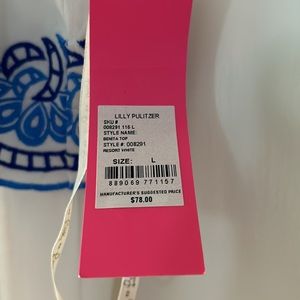 LILLY PULITZER
SKU #
008291 115 L
STYLE NAME:
BENITA TOP
STYLE #: 008291
RESORT WHITE
SIZE: L
889069 771157
MANUFACTURER'S SUGGESTED PRICE
$78.00